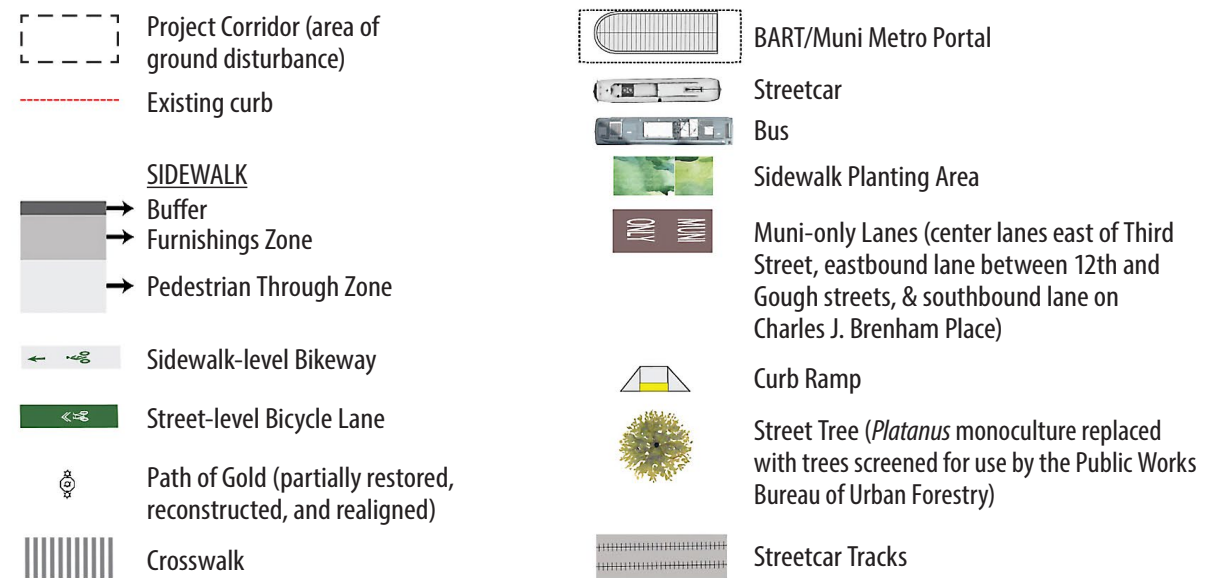 Project Corridor (area of
ground disturbance)
Existing curb
SIDEWALK
Buffer
Furnishings Zone
Pedestrian Through Zone
Sidewalk-level Bikeway
Street-level Bicycle Lane
Path of Gold (partially restored,
reconstructed, and realigned)
Crosswalk
BART/Muni Metro Portal
Streetcar
Bus
Sidewalk Planting Area
MUNI
ONLY
Muni-only Lanes (center lanes east of Third
Street, eastbound lane between 12th and
Gough streets, & southbound lane on
Charles J. Brenham Place)
Curb Ramp
Street Tree (Platanus monoculture replaced
with trees screened for use by the Public Works
Bureau of Urban Forestry)
Streetcar Tracks